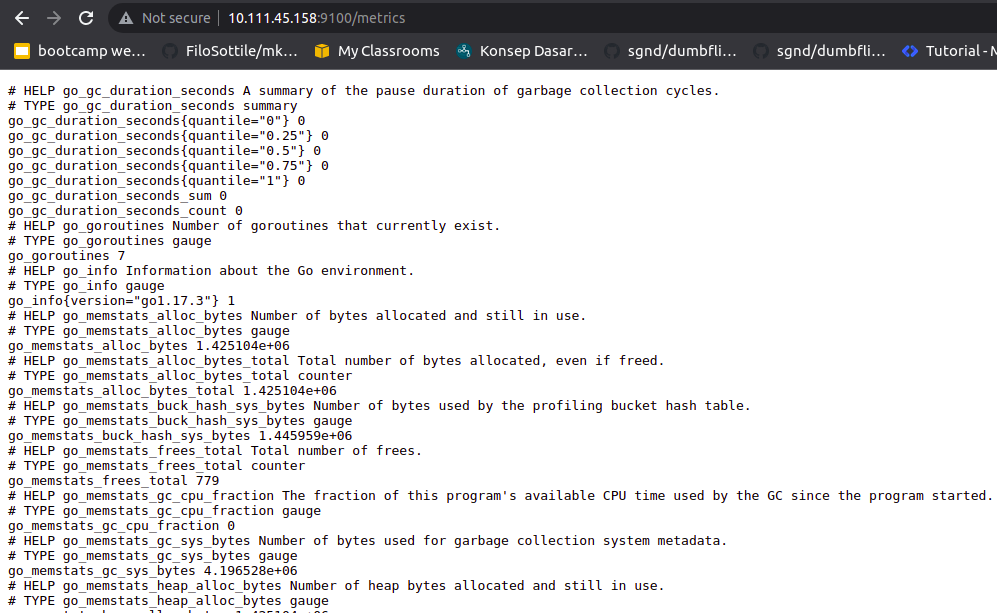 Not secure | 10.111.45.158:9100/metrics
bootcamp we... FiloSottile/mk... My Classrooms Konsep Dasar... sgnd/dumbfli... sgnd/dumbfli... Tutorial - M
# HELP go_gc_duration_seconds A summary of the pause duration of garbage collection cycles.
# TYPE go_gc_duration_seconds summary
go_gc_duration_seconds{quantile="0"} 0
go_gc_duration_seconds{quantile="0.25"} 0
go_gc_duration_seconds{quantile="0.5"} 0
go_gc_duration_seconds{quantile="0.75"} 0
go_gc_duration_seconds{quantile="1"} 0
go_gc_duration_seconds_sum 0
go_gc_duration_seconds_count 0
# HELP go_goroutines Number of goroutines that currently exist.
# TYPE go_goroutines gauge
go_goroutines 7
# HELP go_info Information about the Go environment.
# TYPE go_info gauge
go_info{version="go1.17.3"} 1
# HELP go_memstats_alloc_bytes Number of bytes allocated and still in use.
# TYPE go_memstats_alloc_bytes gauge
go_memstats_alloc_bytes 1.425104e+06
# HELP go_memstats_alloc_bytes_total Total number of bytes allocated, even if freed.
# TYPE go_memstats_alloc_bytes_total counter
go_memstats_alloc_bytes_total 1.425104e+06
# HELP go_memstats_buck_hash_sys_bytes Number of bytes used by the profiling bucket hash table.
# TYPE go_memstats_buck_hash_sys_bytes gauge
go_memstats_buck_hash_sys_bytes 1.445959e+06
# HELP go_memstats_frees_total Total number of frees.
# TYPE go_memstats_frees_total counter
go_memstats_frees_total 779
# HELP go_memstats_gc_cpu_fraction The fraction of this program's available CPU time used by the GC since the program started.
# TYPE go_memstats_gc_cpu_fraction gauge
go_memstats_gc_cpu_fraction 0
# HELP go_memstats_gc_sys_bytes Number of bytes used for garbage collection system metadata.
# TYPE go_memstats_gc_sys_bytes gauge
go_memstats_gc_sys_bytes 4.196528e+06
# HELP go_memstats_heap_alloc_bytes Number of heap bytes allocated and still in use.
# TYPE go_memstats_heap_alloc_bytes gauge